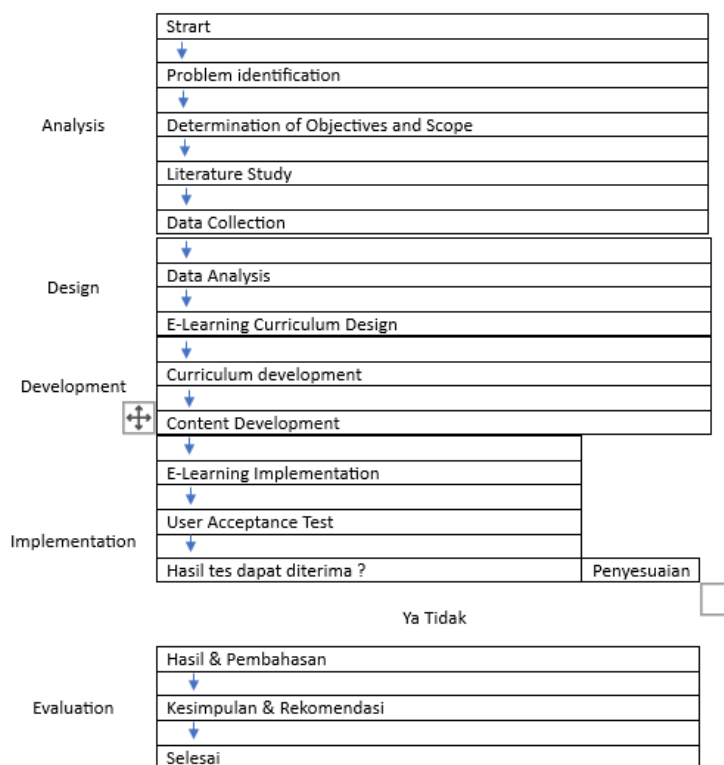 Strart
Problem identification
Analysis
Determination of Objectives and Scope
Literature Study
Data Collection
Data Analysis
Design
E-Learning Curriculum Design
Curriculum development
Development
Content Development
E-Learning Implementation
User Acceptance Test
Implementation
Hasil tes dapat diterima ? Penyesuaian
Ya Tidak
Hasil & Pembahasan
Evaluation
Kesimpulan & Rekomendasi
Selesai